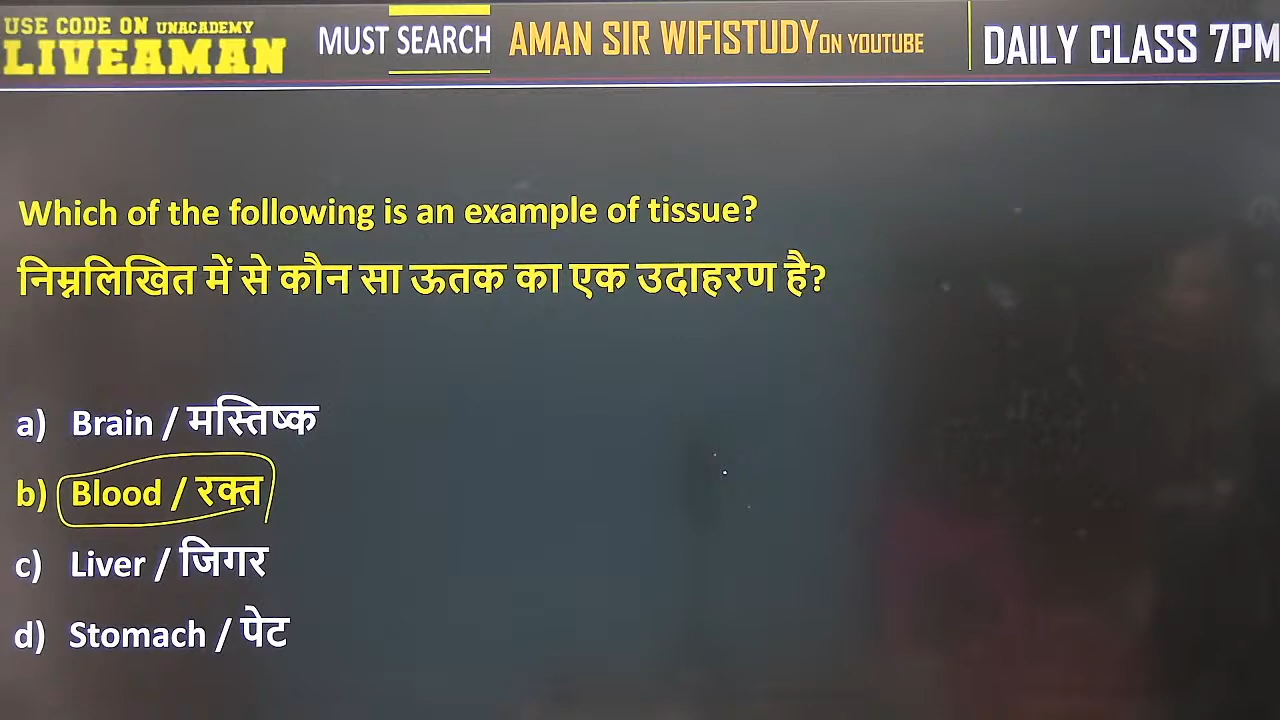 USE CODE ON UNACADEMY
LIVEAMAN
MUST SEARCH AMAN SIR WIFISTUDY ON YOUTUBE
DAILY CLASS 7PM
Which of the following is an example of tissue?
निम्नलिखित में से कौन सा ऊतक का एक उदाहरण है?
a) Brain / मस्तिष्क
b) Blood / रक्त
c) Liver / जिगर
d) Stomach / पेट